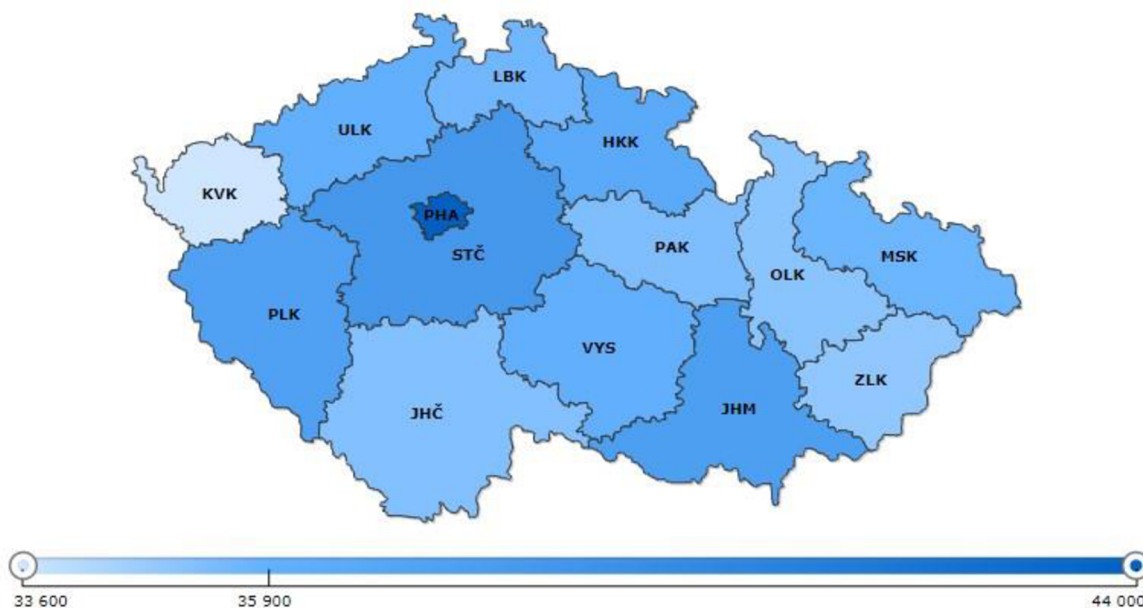 LBK
ULK
HKK
KVK
PHA
PAK
STČ
MSK
OLK
PLK
VYS
ZLK
JHČ
JHM
33 600
35 900
44 000